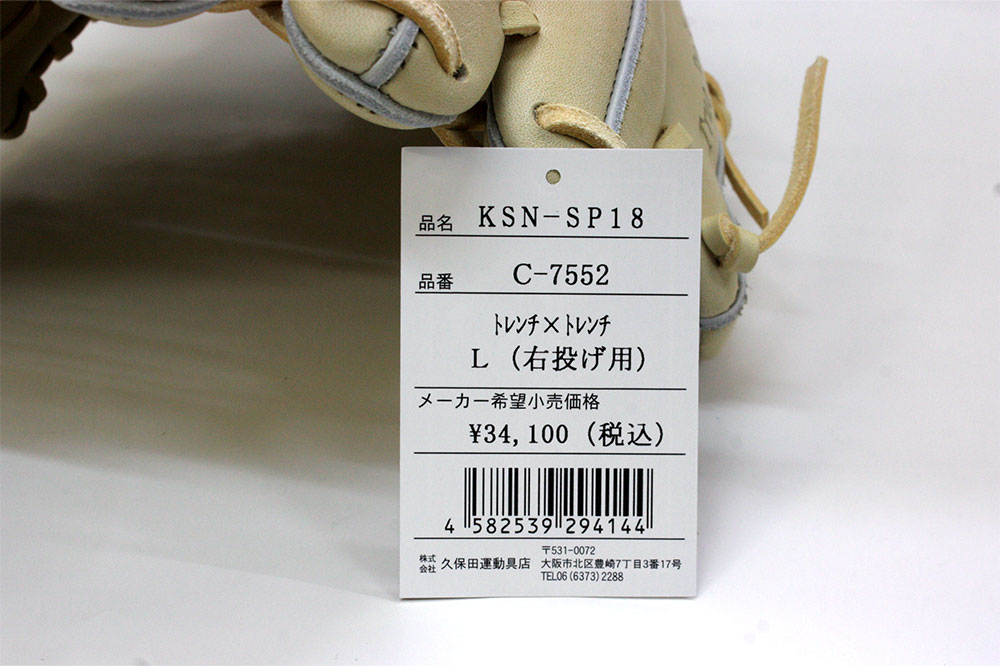 品名 KSN-SP18
品番 C-7552
ﾄﾚﾝﾁ×ﾄﾚﾝﾁ
L (右投げ用)
メーカー希望小売価格
¥34,100 (税込)
4 582539 294144
株式会社 久保田運動具店
〒531-0072
大阪市北区豊崎7丁目3番17号
TEL06(6373)2288